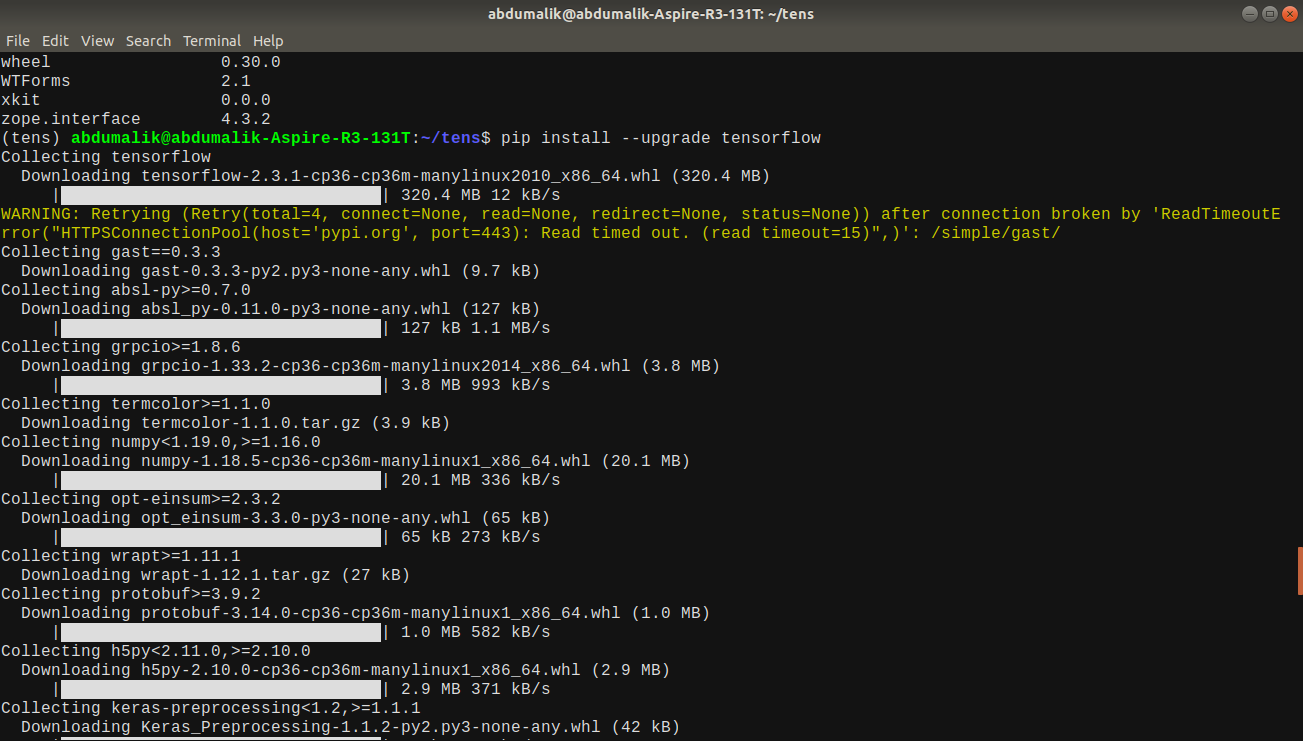 abdumalik@abdumalik-Aspire-R3-131T: ~/tens
File Edit View Search Terminal Help
wheel 0.30.0
WTForms 2.1
xkit 0.0.0
zope.interface 4.3.2
(tens) abdumalik@abdumalik-Aspire-R3-131T:~/tens$ pip install --upgrade tensorflow
Collecting tensorflow
Downloading tensorflow-2.3.1-cp36-cp36m-manylinux2010_x86_64.whl (320.4 MB)
| | 320.4 MB 12 kB/s
WARNING: Retrying (Retry(total=4, connect=None, read=None, redirect=None, status=None)) after connection broken by 'ReadTimeoutE
rror("HTTPSConnectionPool(host='pypi.org', port=443): Read timed out. (read timeout=15)",)': /simple/gast/
Collecting gast==0.3.3
Downloading gast-0.3.3-py2.py3-none-any.whl (9.7 kB)
Collecting absl-py>=0.7.0
Downloading absl_py-0.11.0-py3-none-any.whl (127 kB)
| | 127 kB 1.1 MB/s
Collecting grpcio>=1.8.6
Downloading grpcio-1.33.2-cp36-cp36m-manylinux2014_x86_64.whl (3.8 MB)
| | 3.8 MB 993 kB/s
Collecting termcolor>=1.1.0
Downloading termcolor-1.1.0.tar.gz (3.9 kB)
Collecting numpy<1.19.0,>=1.16.0
Downloading numpy-1.18.5-cp36-cp36m-manylinux1_x86_64.whl (20.1 MB)
| | 20.1 MB 336 kB/s
Collecting opt-einsum>=2.3.2
Downloading opt_einsum-3.3.0-py3-none-any.whl (65 kB)
| | 65 kB 273 kB/s
Collecting wrapt>=1.11.1
Downloading wrapt-1.12.1.tar.gz (27 kB)
Collecting protobuf>=3.9.2
Downloading protobuf-3.14.0-cp36-cp36m-manylinux1_x86_64.whl (1.0 MB)
| | 1.0 MB 582 kB/s
Collecting h5py<2.11.0,>=2.10.0
Downloading h5py-2.10.0-cp36-cp36m-manylinux1_x86_64.whl (2.9 MB)
| | 2.9 MB 371 kB/s
Collecting keras-preprocessing<1.2,>=1.1.1
Downloading Keras_Preprocessing-1.1.2-py2.py3-none-any.whl (42 kB)